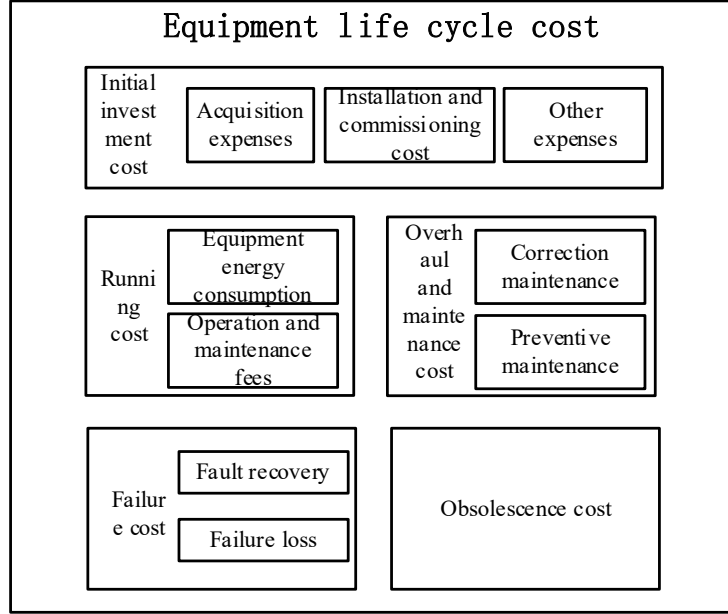 Equipment life cycle cost
Initial
invest
ment
cost
Acquisition
expenses
Installation and
commissioning
cost
Other
expenses
Runni
ng
cost
Equipment
energy
consumption
Operation and
maintenance
fees
Overh
aul
and
mainte
nance
cost
Correction
maintenance
Preventive
maintenance
Failur
e cost
Fault recovery
Failure loss
Obsolescence cost